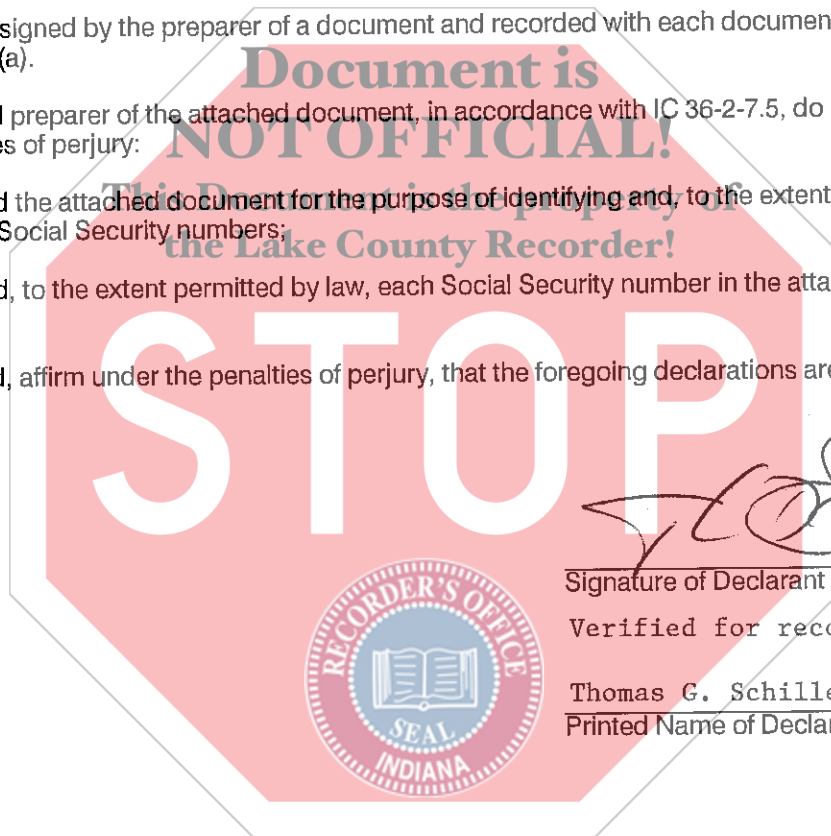 signed by the preparer of a document and recorded with each documen
(a).
Document is
preparer of the attached document, in accordance with IC 36-2-7.5, do
es of perjury:
NOT OFFICIAL!
d the attached document for the purpose of identifying and, to the extent
This Document is the property of
Social Security numbers;
the Lake County Recorder!
d, to the extent permitted by law, each Social Security number in the atta
STOP
d, affirm under the penalties of perjury, that the foregoing declarations are
Signature of Declarant
Verified for reco
Thomas G. Schille
Printed Name of Declar
RECORDER'S OFFICE
SEAL
INDIANA